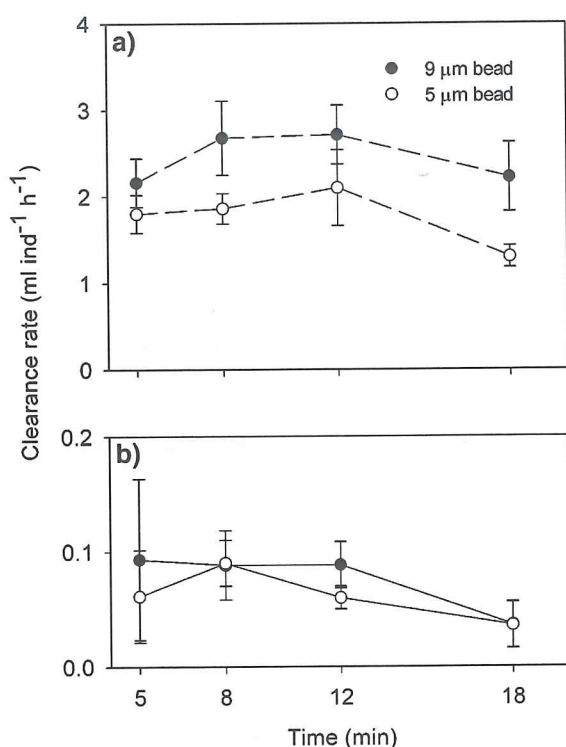 a)
4
3
2
1
0
9 μm bead
5 μm bead
Clearance rate (ml ind⁻¹ h⁻¹)
b)
0.2
0.1
0.0
5 8 12 18
Time (min)